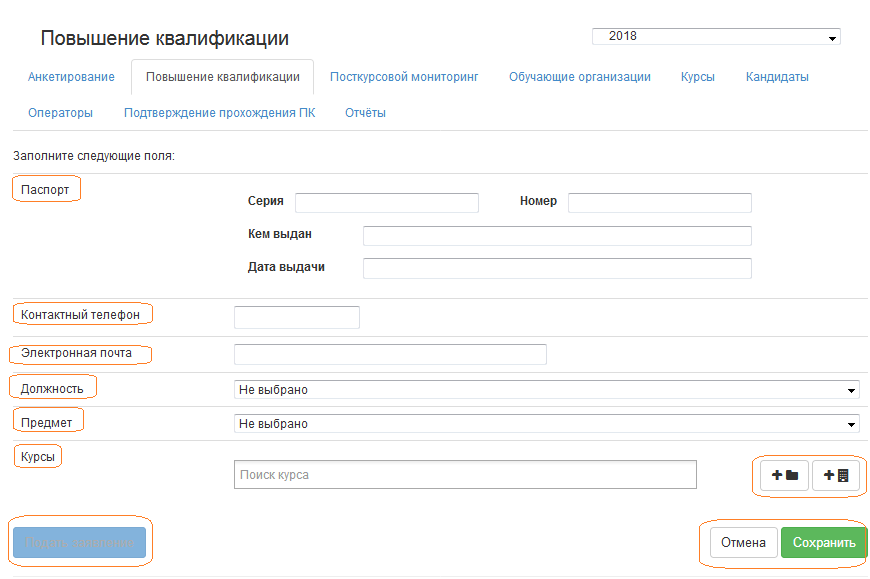 Повышение квалификации 2018
Анкетирование Повышение квалификации Посткурсовой мониторинг Обучающие организации Курсы Кандидаты
Операторы Подтверждение прохождения ПК Отчёты
Заполните следующие поля:
Паспорт
Серия Номер
Кем выдан
Дата выдачи
Контактный телефон
Электронная почта
Должность Не выбрано
Предмет Не выбрано
Курсы
Поиск курса
Отмена Сохранить